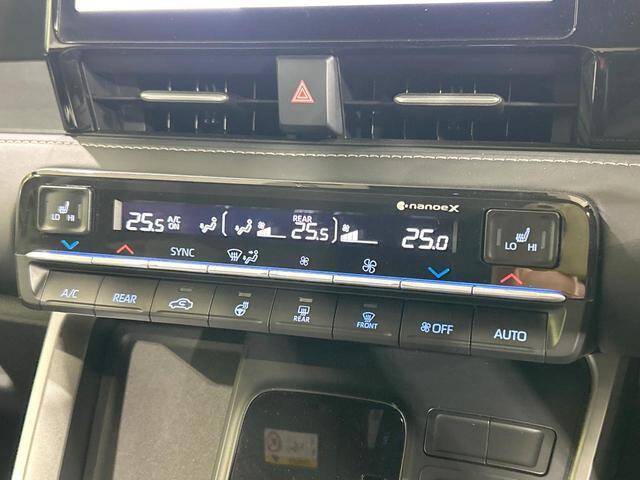 nanoeX
LO HI
25.5 A/C ON
REAR
25.5
25.0
LO HI
SYNC
A/C
REAR
REAR
FRONT
OFF
AUTO